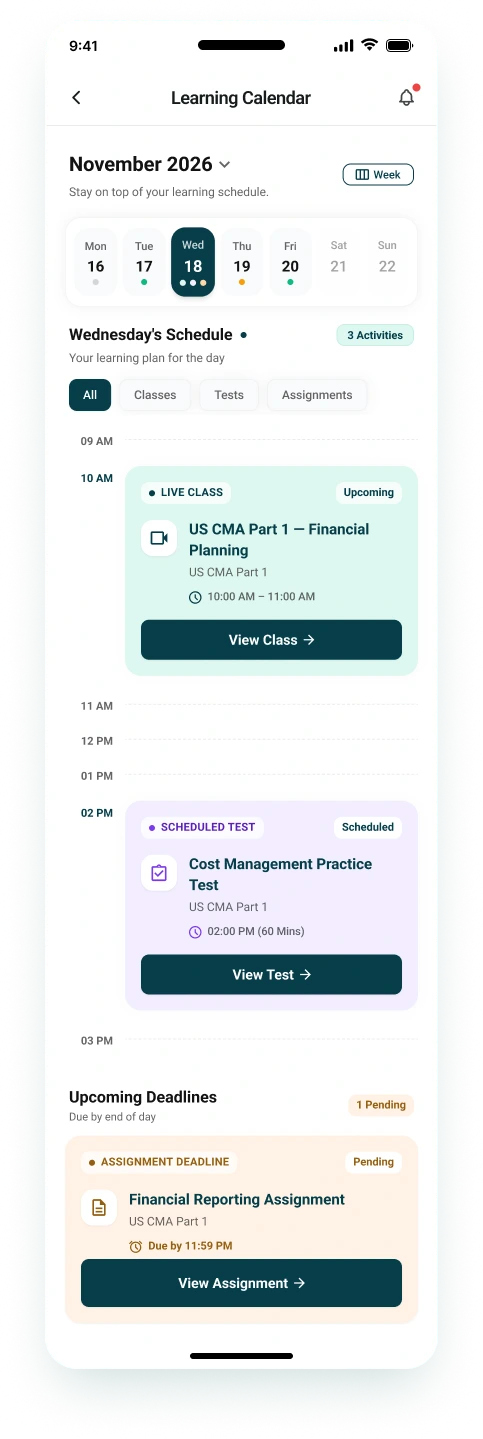 9:41
Learning Calendar
November 2026
Week
Stay on top of your learning schedule.
Mon Tue Wed Thu Fri Sat Sun
16 17 18 19 20 21 22
Wednesday's Schedule
3 Activities
Your learning plan for the day
All Classes Tests Assignments
09 AM
10 AM
LIVE CLASS Upcoming
US CMA Part 1 — Financial
Planning
US CMA Part 1
10:00 AM – 11:00 AM
View Class →
11 AM
12 PM
01 PM
02 PM
SCHEDULED TEST Scheduled
Cost Management Practice
Test
US CMA Part 1
02:00 PM (60 Mins)
View Test →
03 PM
Upcoming Deadlines
1 Pending
Due by end of day
ASSIGNMENT DEADLINE Pending
Financial Reporting Assignment
US CMA Part 1
Due by 11:59 PM
View Assignment →